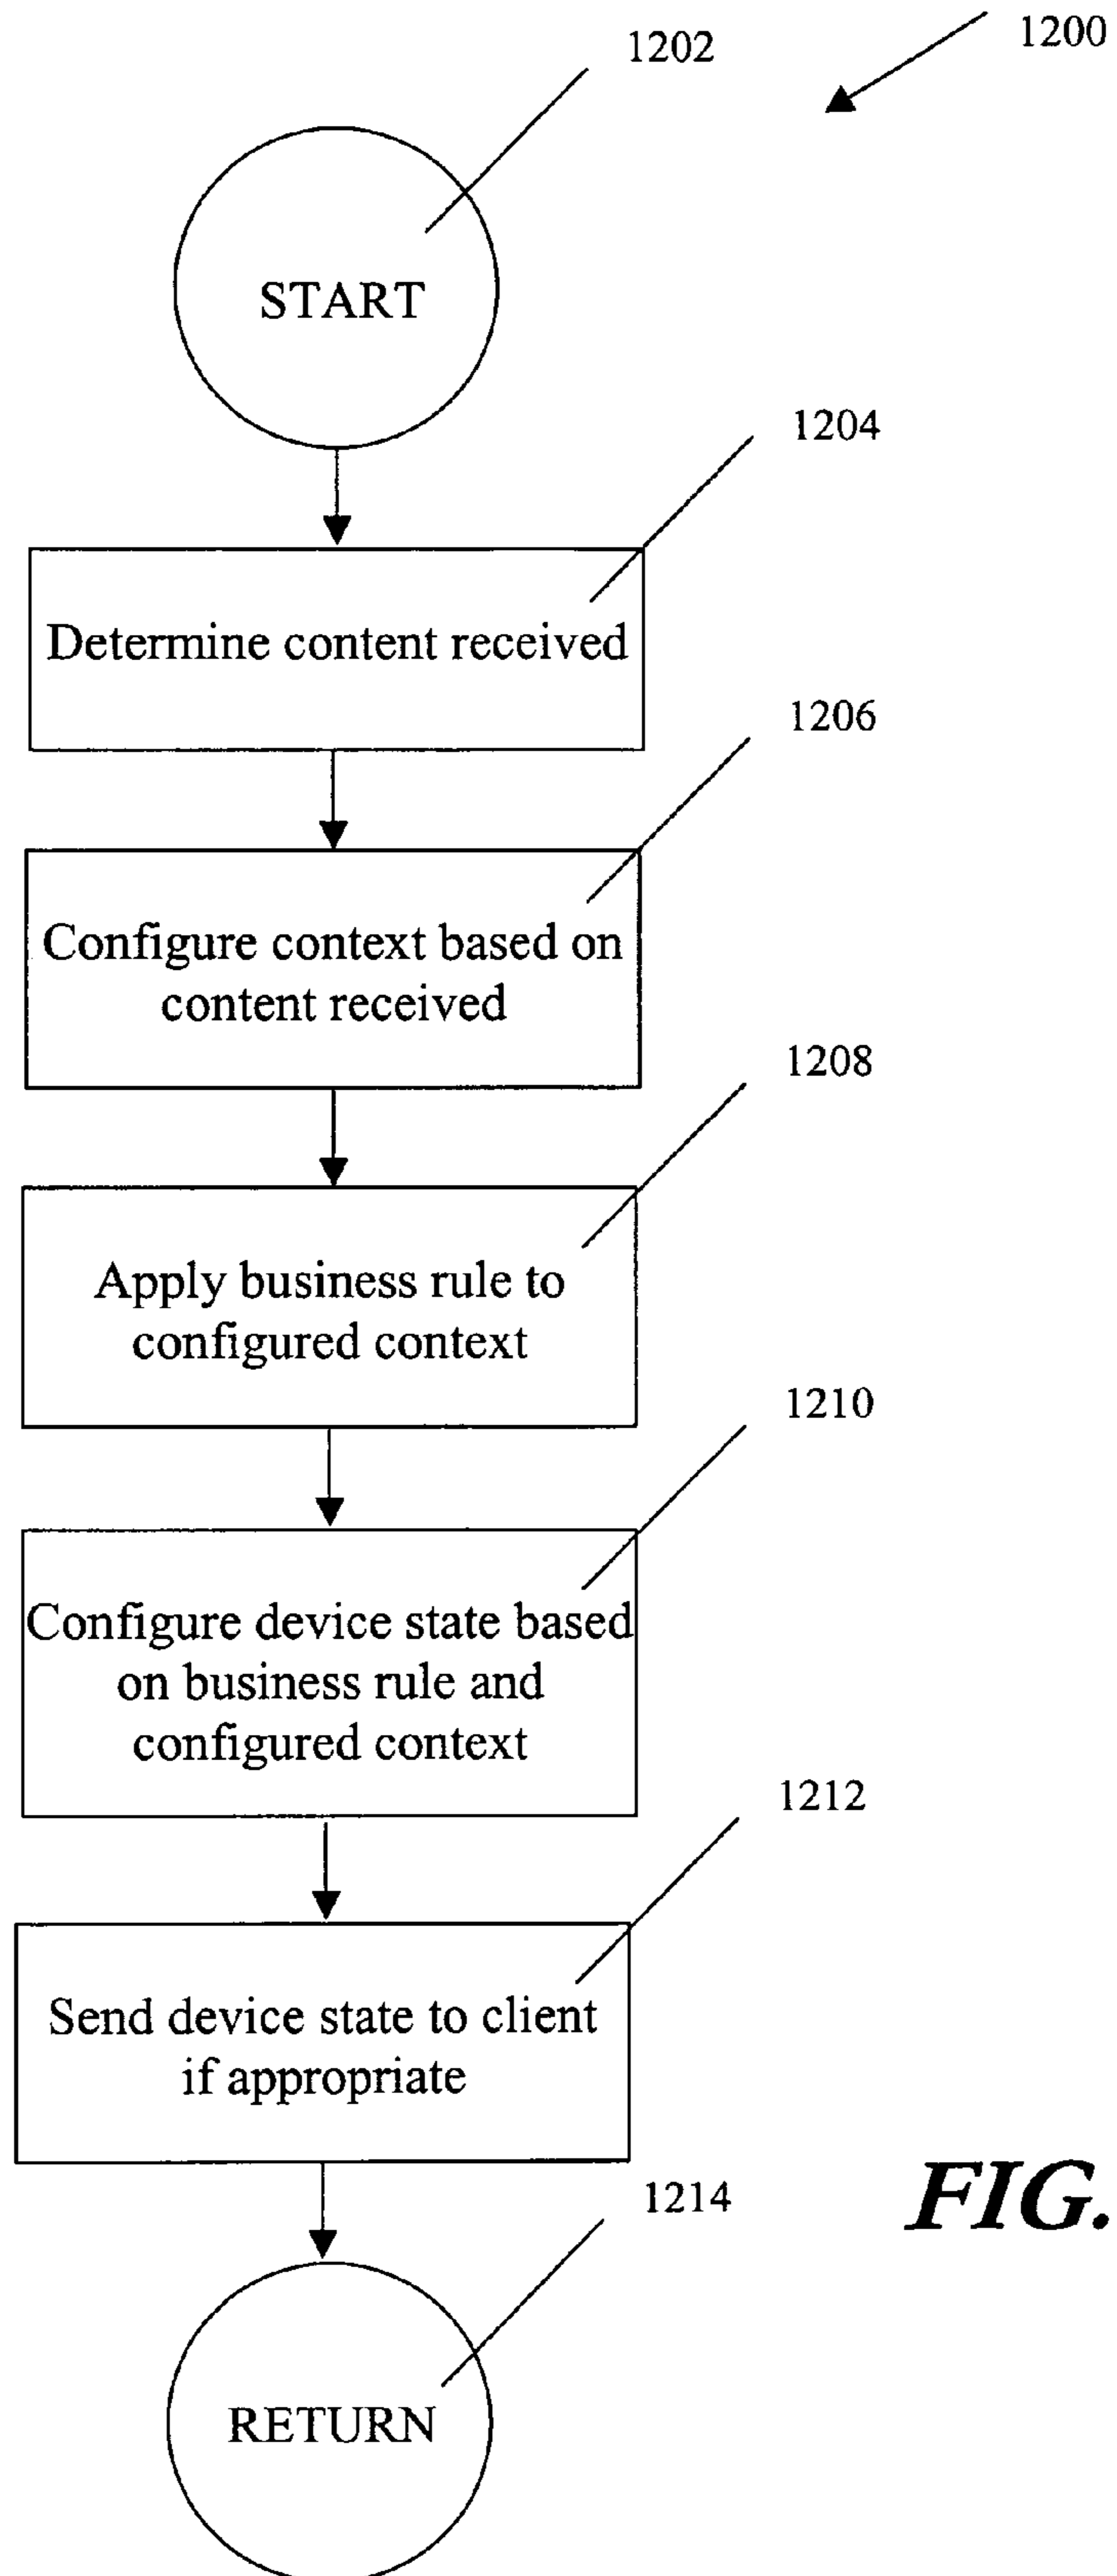 1200
1202
START
1204
Determine content received
1206
Configure context based on
content received
1208
Apply business rule to
configured context
1210
Configure device state based
on business rule and
configured context
1212
Send device state to client
if appropriate
1214
FIG.
RETURN